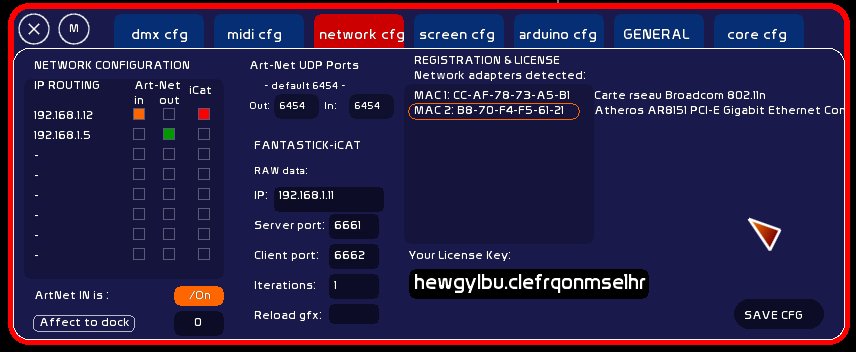 X M dmx cfg midi cfg network cfg screen cfg arduino cfg GENERAL core cfg
NETWORK CONFIGURATION
IP ROUTING Art-Net iCat
in out
192.168.1.12
192.168.1.5
-
-
-
-
-
-
ArtNet IN is : /On
Affect to dock 0
Art-Net UDP Ports
- default 6454 -
Out: 6454 In: 6454
FANTASTICK-iCAT
RAW data:
IP: 192.168.1.11
Server port: 6661
Client port: 6662
Iterations: 1
Reload gfx:
REGISTRATION & LICENSE
Network adapters detected:
MAC 1: CC-AF-78-73-A5-B1 Carte rseau Broadcom 802.11n
MAC 2: B8-70-F4-F5-61-21 Atheros AR8151 PCI-E Gigabit Ethernet Con
Your License Key:
hewgylbu.clefrqonmselhr
SAVE CFG